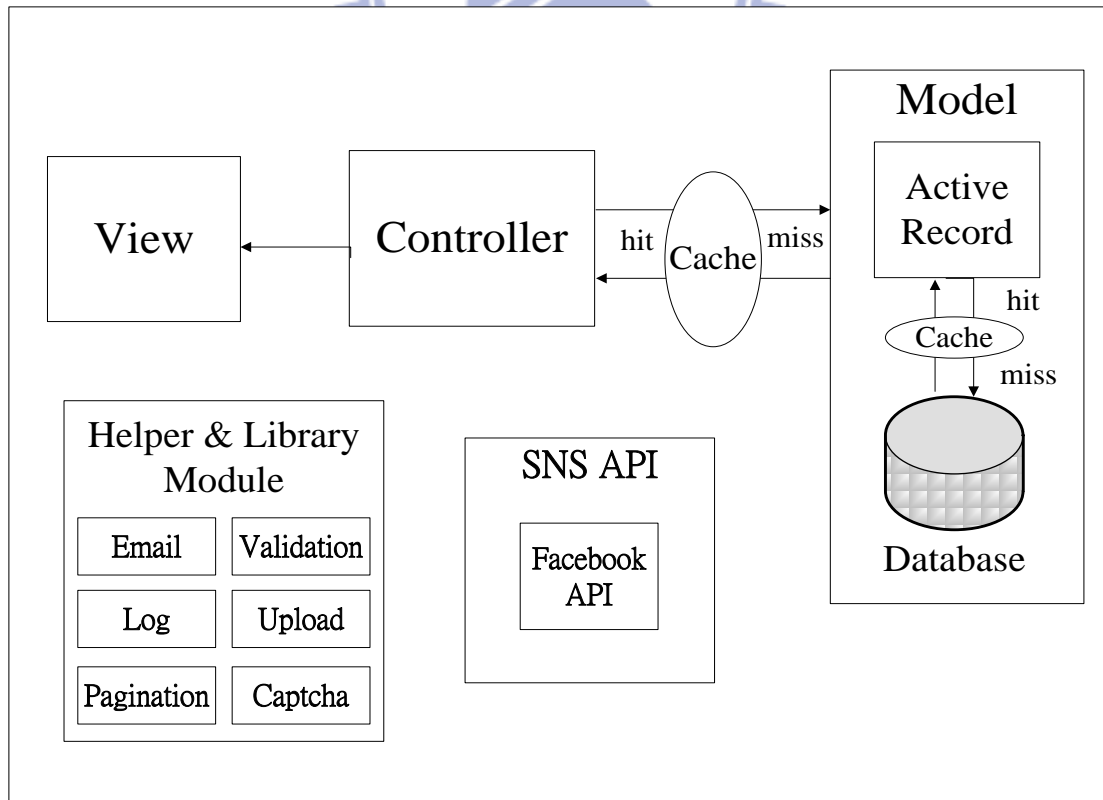 Model
Active
Record
View
Controller
hit
Cache
miss
hit
Cache
miss
Database
Helper & Library
Module
Email
Validation
Log
Upload
Pagination
Captcha
SNS API
Facebook
API